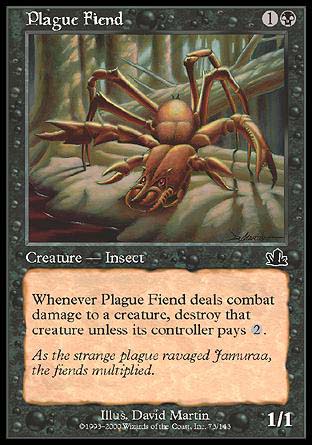 Plague Fiend 1
Creature — Insect
Whenever Plague Fiend deals combat
damage to a creature, destroy that
creature unless its controller pays 2.
As the strange plague ravaged Jamuraa,
the fiends multiplied.
Illus. David Martin
©1993-2000 Wizards of the Coast, Inc. 73/143
1/1